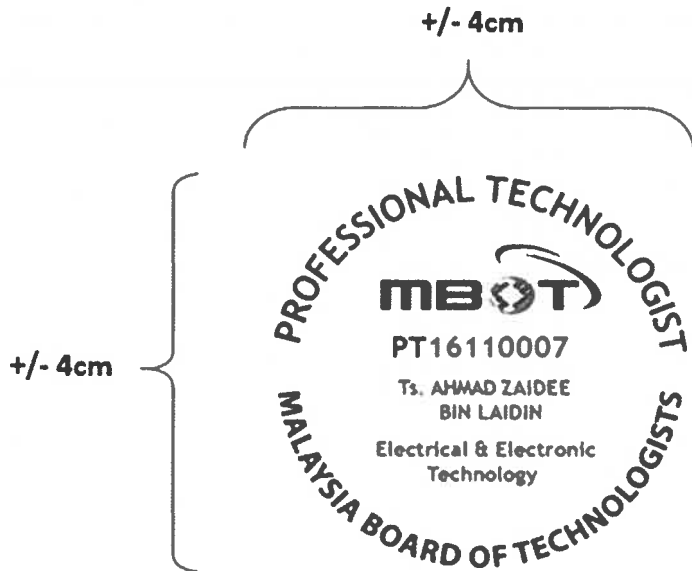 +/- 4cm
+/- 4cm
PROFESSIONAL TECHNOLOGIST
MBOT
PT16110007
Ts. AHMAD ZAIDEE
BIN LAIDIN
Electrical & Electronic
Technology
MALAYSIA BOARD OF TECHNOLOGISTS